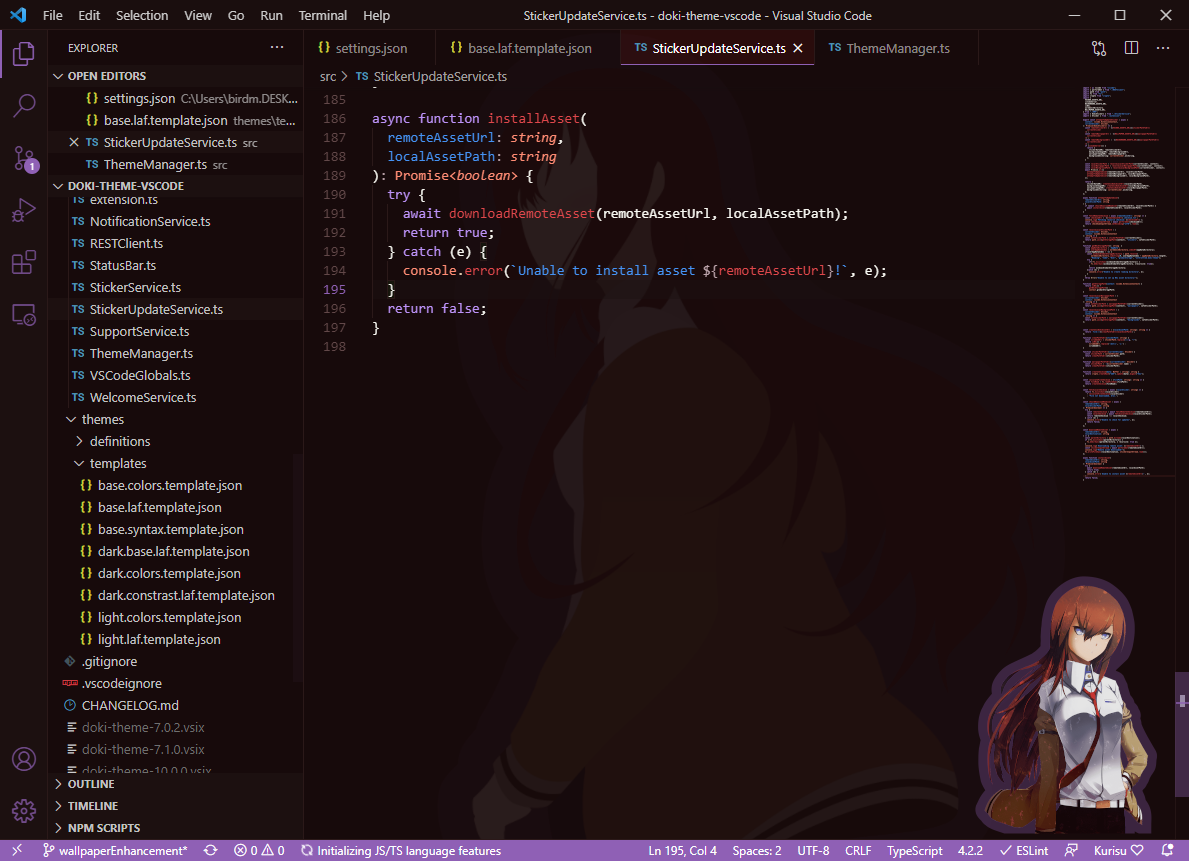 File Edit Selection View Go Run Terminal Help
StickerUpdateService.ts - doki-theme-vscode - Visual Studio Code
EXPLORER
OPEN EDITORS
{} settings.json C:\Users\birdm.DESK...
{} base.laf.template.json themes\te...
TS StickerUpdateService.ts src
TS ThemeManager.ts src
1
DOKI-THEME-VSCODE
TS extension.ts
TS NotificationService.ts
TS RESTClient.ts
TS StatusBar.ts
TS StickerService.ts
TS StickerUpdateService.ts
TS SupportService.ts
TS ThemeManager.ts
TS VSCodeGlobals.ts
TS WelcomeService.ts
themes
definitions
templates
{} base.colors.template.json
{} base.laf.template.json
{} base.syntax.template.json
{} dark.base.laf.template.json
{} dark.colors.template.json
{} dark.constrast.laf.template.json
{} light.colors.template.json
{} light.laf.template.json
.gitignore
npm .vscodeignore
CHANGELOG.md
doki-theme-7.0.2.vsix
doki-theme-7.1.0.vsix
doki-theme-10.0.0.vsix
OUTLINE
TIMELINE
NPM SCRIPTS
{} settings.json
{} base.laf.template.json
TS StickerUpdateService.ts
TS ThemeManager.ts
src > TS StickerUpdateService.ts
185
186 async function installAsset(
187 remoteAssetUrl: string,
188 localAssetPath: string
189 ): Promise<boolean> {
190 try {
191 await downloadRemoteAsset(remoteAssetUrl, localAssetPath);
192 return true;
193 } catch (e) {
194 console.error(`Unable to install asset ${remoteAssetUrl}!`, e);
195 }
196 return false;
197 }
198
wallpaperEnhancement* 0 0 Initializing JS/TS language features
Ln 195, Col 4 Spaces: 2 UTF-8 CRLF TypeScript 4.2.2 ESLint Kurisu ♡